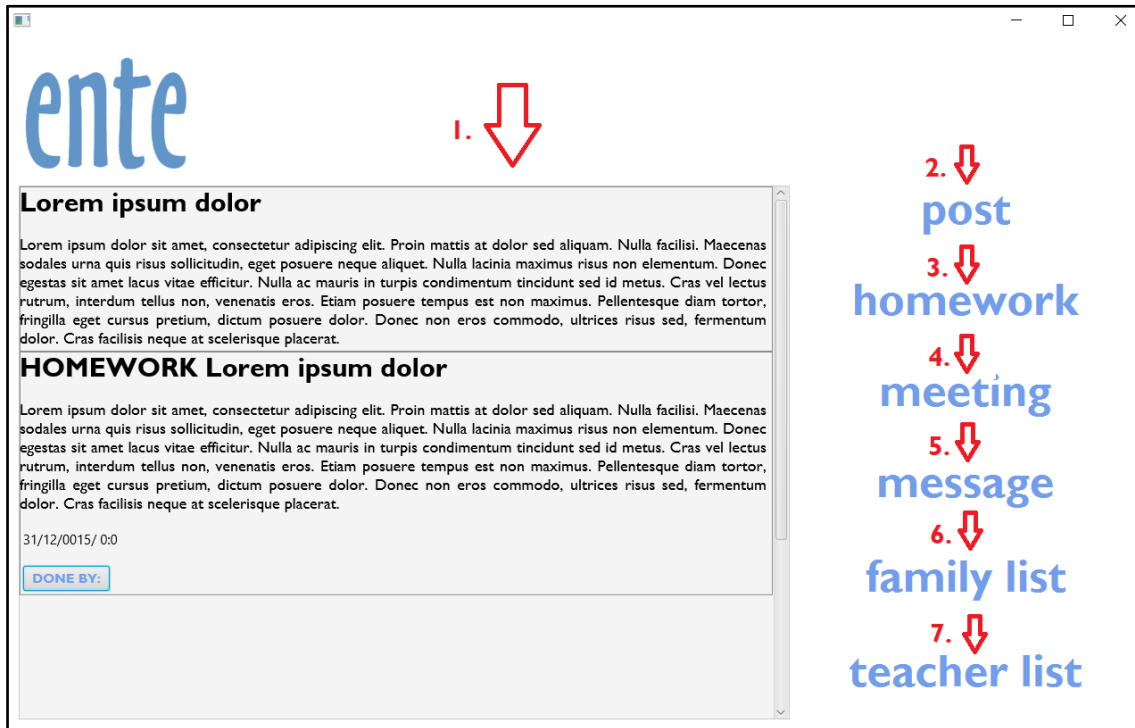 ente
1.
Lorem ipsum dolor
Lorem ipsum dolor sit amet, consectetur adipiscing elit. Proin mattis at dolor sed aliquam. Nulla facilisi. Maecenas
sodales urna quis risus sollicitudin, eget posuere neque aliquet. Nulla lacinia maximus risus non elementum. Donec
egestas sit amet lacus vitae efficitur. Nulla ac mauris in turpis condimentum tincidunt sed id metus. Cras vel lectus
rutrum, interdum tellus non, venenatis eros. Etiam posuere tempus est non maximus. Pellentesque diam tortor,
fringilla eget cursus pretium, dictum posuere dolor. Donec non eros commodo, ultrices risus sed, fermentum
dolor. Cras facilisis neque at scelerisque placerat.
HOMEWORK Lorem ipsum dolor
Lorem ipsum dolor sit amet, consectetur adipiscing elit. Proin mattis at dolor sed aliquam. Nulla facilisi. Maecenas
sodales urna quis risus sollicitudin, eget posuere neque aliquet. Nulla lacinia maximus risus non elementum. Donec
egestas sit amet lacus vitae efficitur. Nulla ac mauris in turpis condimentum tincidunt sed id metus. Cras vel lectus
rutrum, interdum tellus non, venenatis eros. Etiam posuere tempus est non maximus. Pellentesque diam tortor,
fringilla eget cursus pretium, dictum posuere dolor. Donec non eros commodo, ultrices risus sed, fermentum
dolor. Cras facilisis neque at scelerisque placerat.
31/12/0015/ 0:0
DONE BY:
2.
post
3.
homework
4.
meeting
5.
message
6.
family list
7.
teacher list